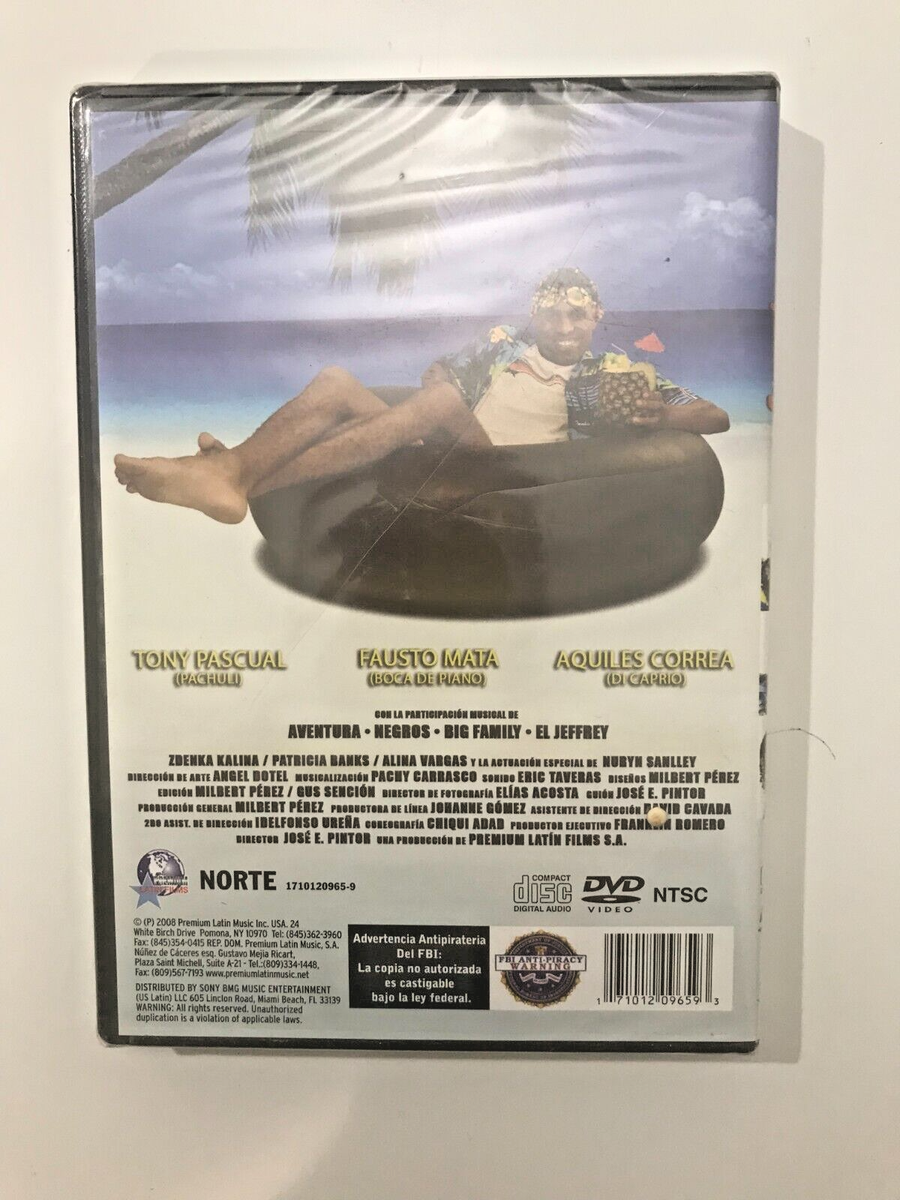 TONY PASCUAL
(PACHULI)
FAUSTO MATA
(BOCA DE PIANO)
AQUILES CORREA
(DI CAPRIO)
CON LA PARTICIPACIÓN MUSICAL DE
AVENTURA • NEGROS • BIG FAMILY • EL JEFFREY
ZDENKA KALINA / PATRICIA BANKS / ALINA VARGAS Y LA ACTUACIÓN ESPECIAL DE NURYN SANLLEY
DIRECCIÓN DE ARTE ANGEL DOTEL MUSICALIZACIÓN PACHY CARRASCO SONIDO ERIC TAVERAS DISEÑOS MILBERT PÉREZ
EDICIÓN MILBERT PÉREZ / GUS SENCIÓN DIRECTOR DE FOTOGRAFÍA ELÍAS ACOSTA GUIÓN JOSÉ E. PINTOR
PRODUCCIÓN GENERAL MILBERT PÉREZ PRODUCTORA DE LÍNEA JOHANNE GÓMEZ ASISTENTE DE DIRECCIÓN CAVADA
2DO ASIST. DE DIRECCIÓN IDELFONSO UREÑA COREOGRAFÍA CHIQUI ADAD PRODUCTOR EJECUTIVO FRANKLIN ROMERO
DIRECTOR JOSÉ E. PINTOR UNA PRODUCCIÓN DE PREMIUM LATÍN FILMS S.A.
LATINFILMS
NORTE 1710120965-9
COMPACT
disc
DIGITAL AUDIO
DVD
VIDEO
NTSC
© (P) 2008 Premium Latin Music Inc. USA. 24
White Birch Drive Pomona, NY 10970 Tel: (845)362-3960
Fax: (845)354-0415 REP. DOM. Premium Latin Music, S.A.
Núñez de Cáceres esq. Gustavo Mejía Ricart,
Plaza Saint Michell, Suite A-21 - Tel.:(809)334-1448,
Fax: (809)567-7193 www.premiumlatinmusic.net
DISTRIBUTED BY SONY BMG MUSIC ENTERTAINMENT
(US Latin) LLC 605 Linclon Road, Miami Beach, FL 33139
WARNING: All rights reserved. Unauthorized
duplication is a violation of applicable laws.
Advertencia Antipirateria
Del FBI:
La copia no autorizada
es castigable
bajo la ley federal.
FBI ANTI-PIRACY
WARNING
1 71012 09659 3